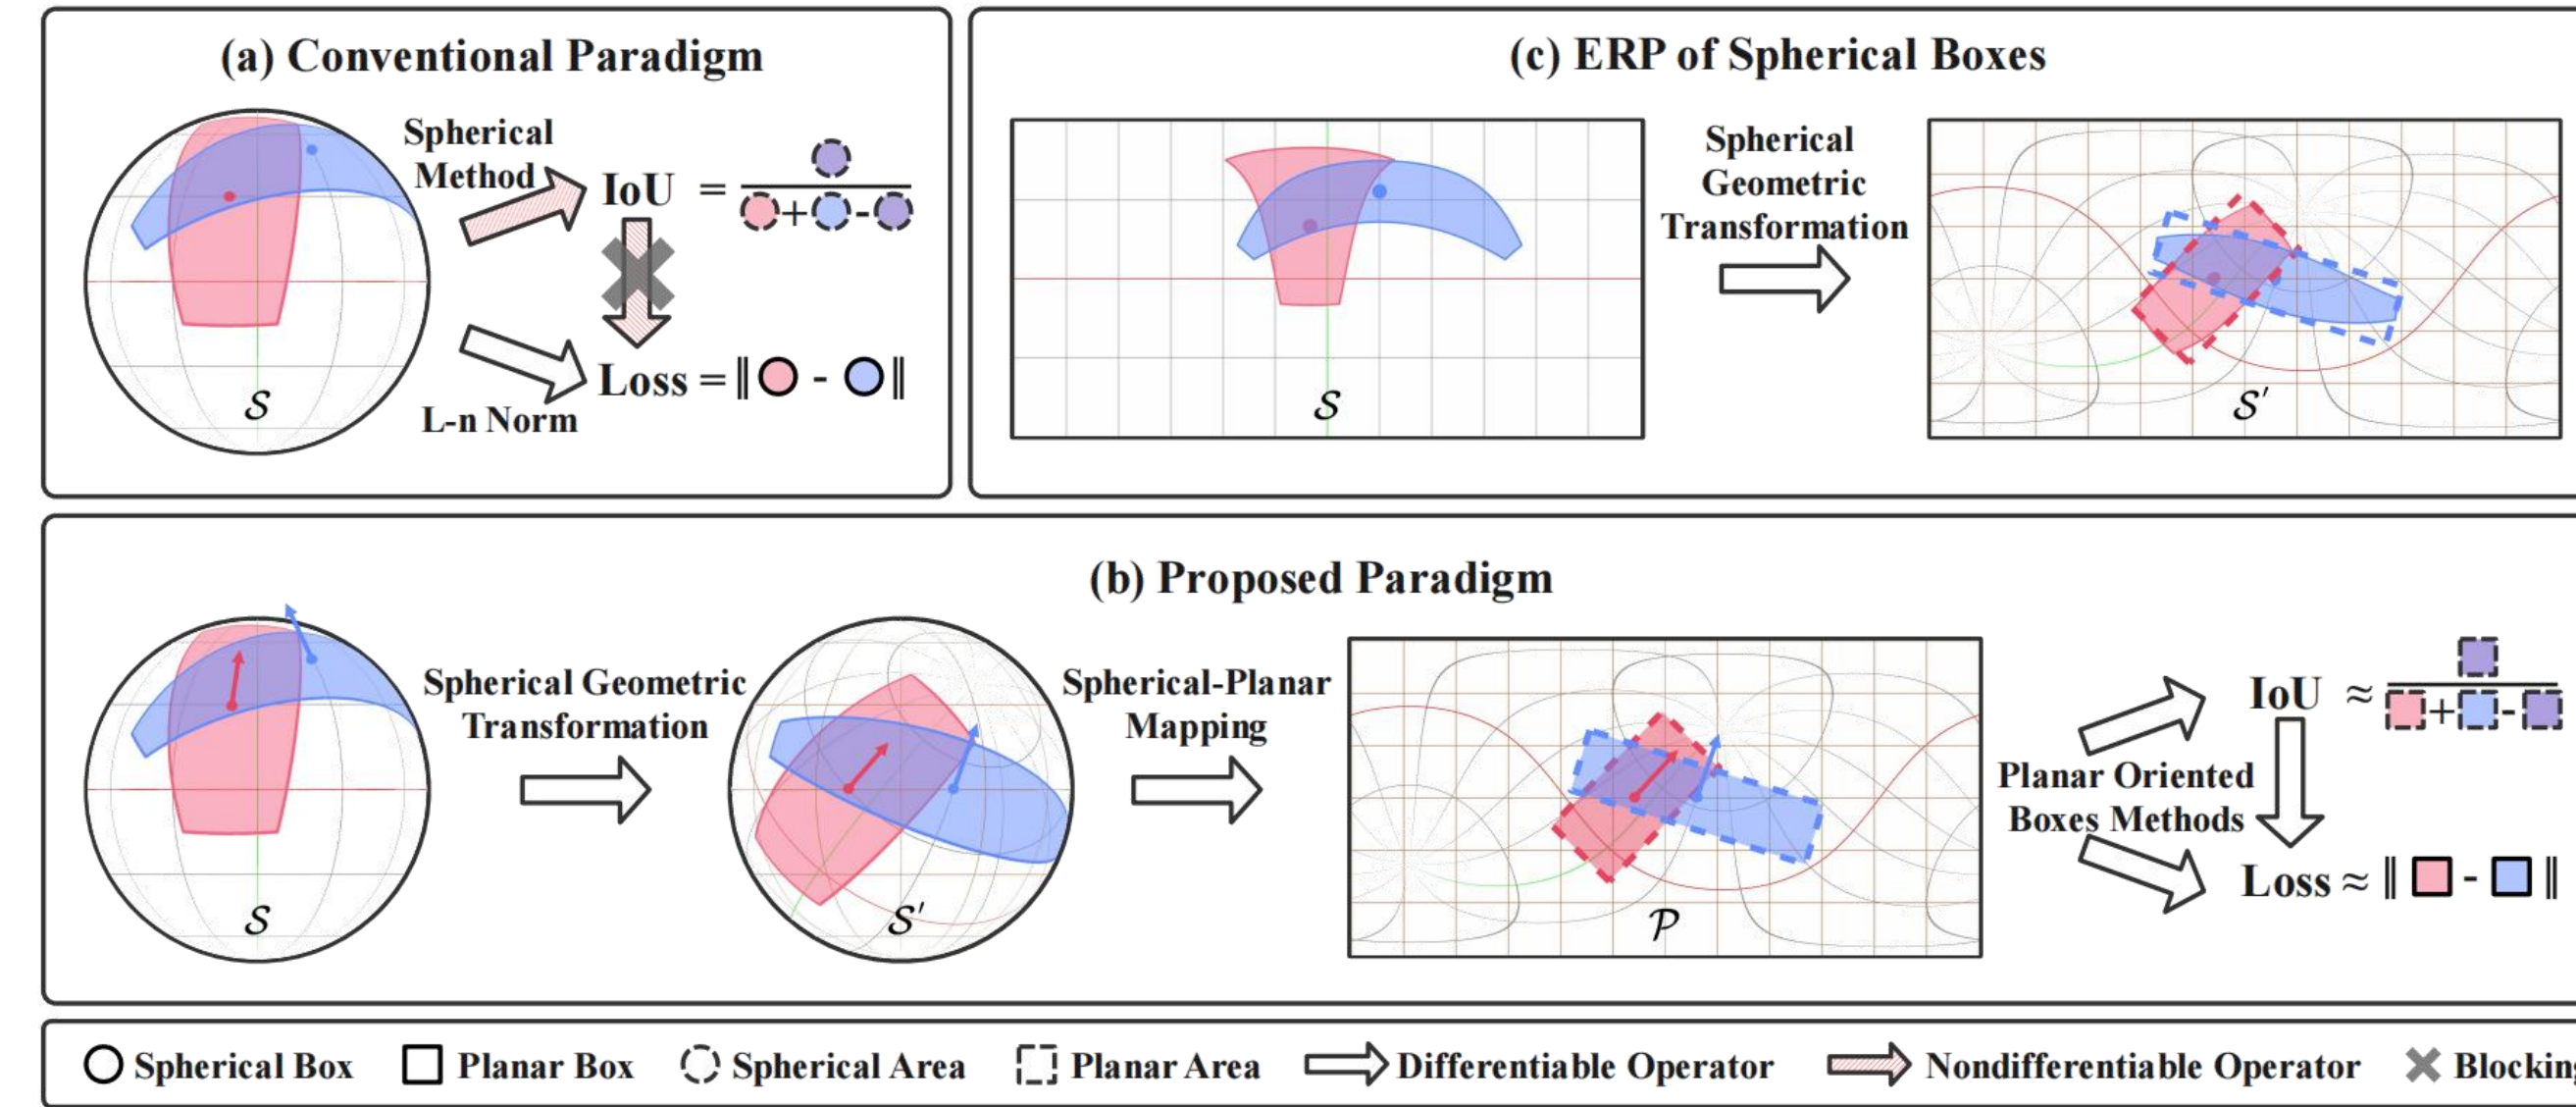 (a) Conventional Paradigm
Spherical
Method
IoU =
+ -
Loss = || - ||
L-n Norm
𝒮
(c) ERP of Spherical Boxes
Spherical
Geometric
Transformation
𝒮
𝒮′
(b) Proposed Paradigm
Spherical Geometric
Transformation
Spherical-Planar
Mapping
Planar Oriented
Boxes Methods
IoU ≈
+ -
Loss ≈ || - ||
𝒮
𝒮′
𝒫
Spherical Box Planar Box Spherical Area Planar Area Differentiable Operator Nondifferentiable Operator